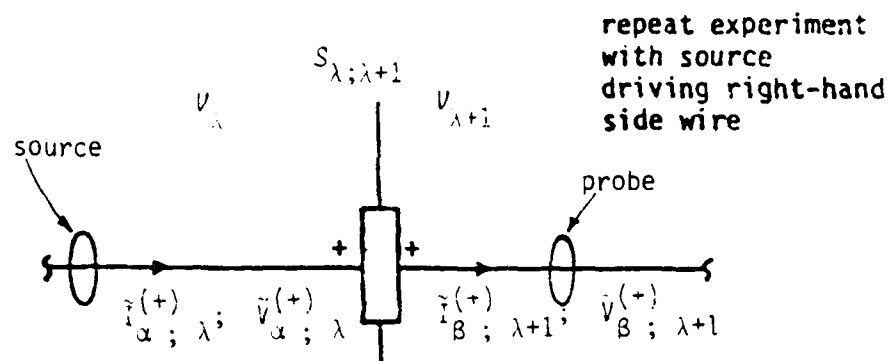 repeat experiment
with source
driving right-hand
side wire
S_{λ;λ+1}
V_λ
V_{λ+1}
source
probe
+ +
Ĩ^{(+)}_{α; λ}; Ṽ^{(+)}_{α; λ} Ĩ^{(+)}_{β; λ+1}; Ṽ^{(+)}_{β; λ+1}